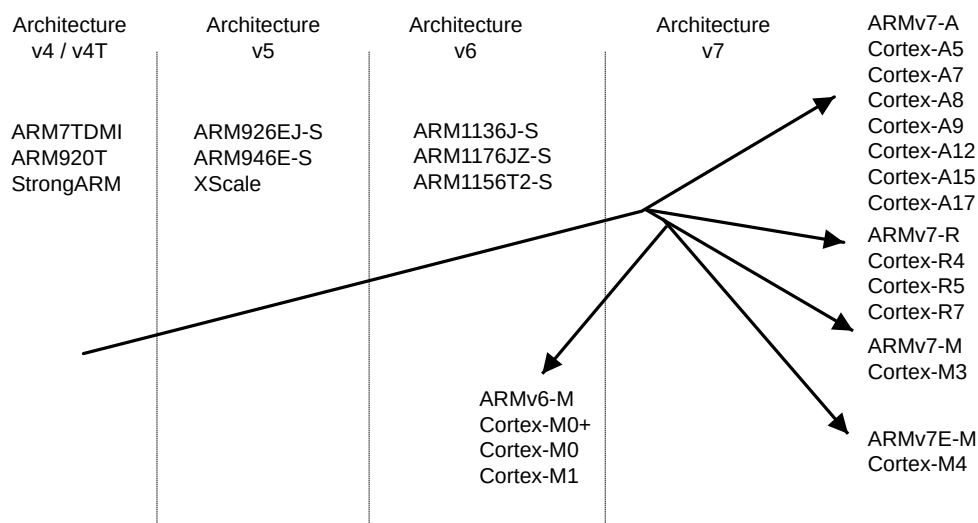 Architecture
v4 / v4T
Architecture
v5
Architecture
v6
Architecture
v7
ARM7TDMI
ARM920T
StrongARM
ARM926EJ-S
ARM946E-S
XScale
ARM1136J-S
ARM1176JZ-S
ARM1156T2-S
ARMv7-A
Cortex-A5
Cortex-A7
Cortex-A8
Cortex-A9
Cortex-A12
Cortex-A15
Cortex-A17
ARMv7-R
Cortex-R4
Cortex-R5
Cortex-R7
ARMv7-M
Cortex-M3
ARMv6-M
Cortex-M0+
Cortex-M0
Cortex-M1
ARMv7E-M
Cortex-M4